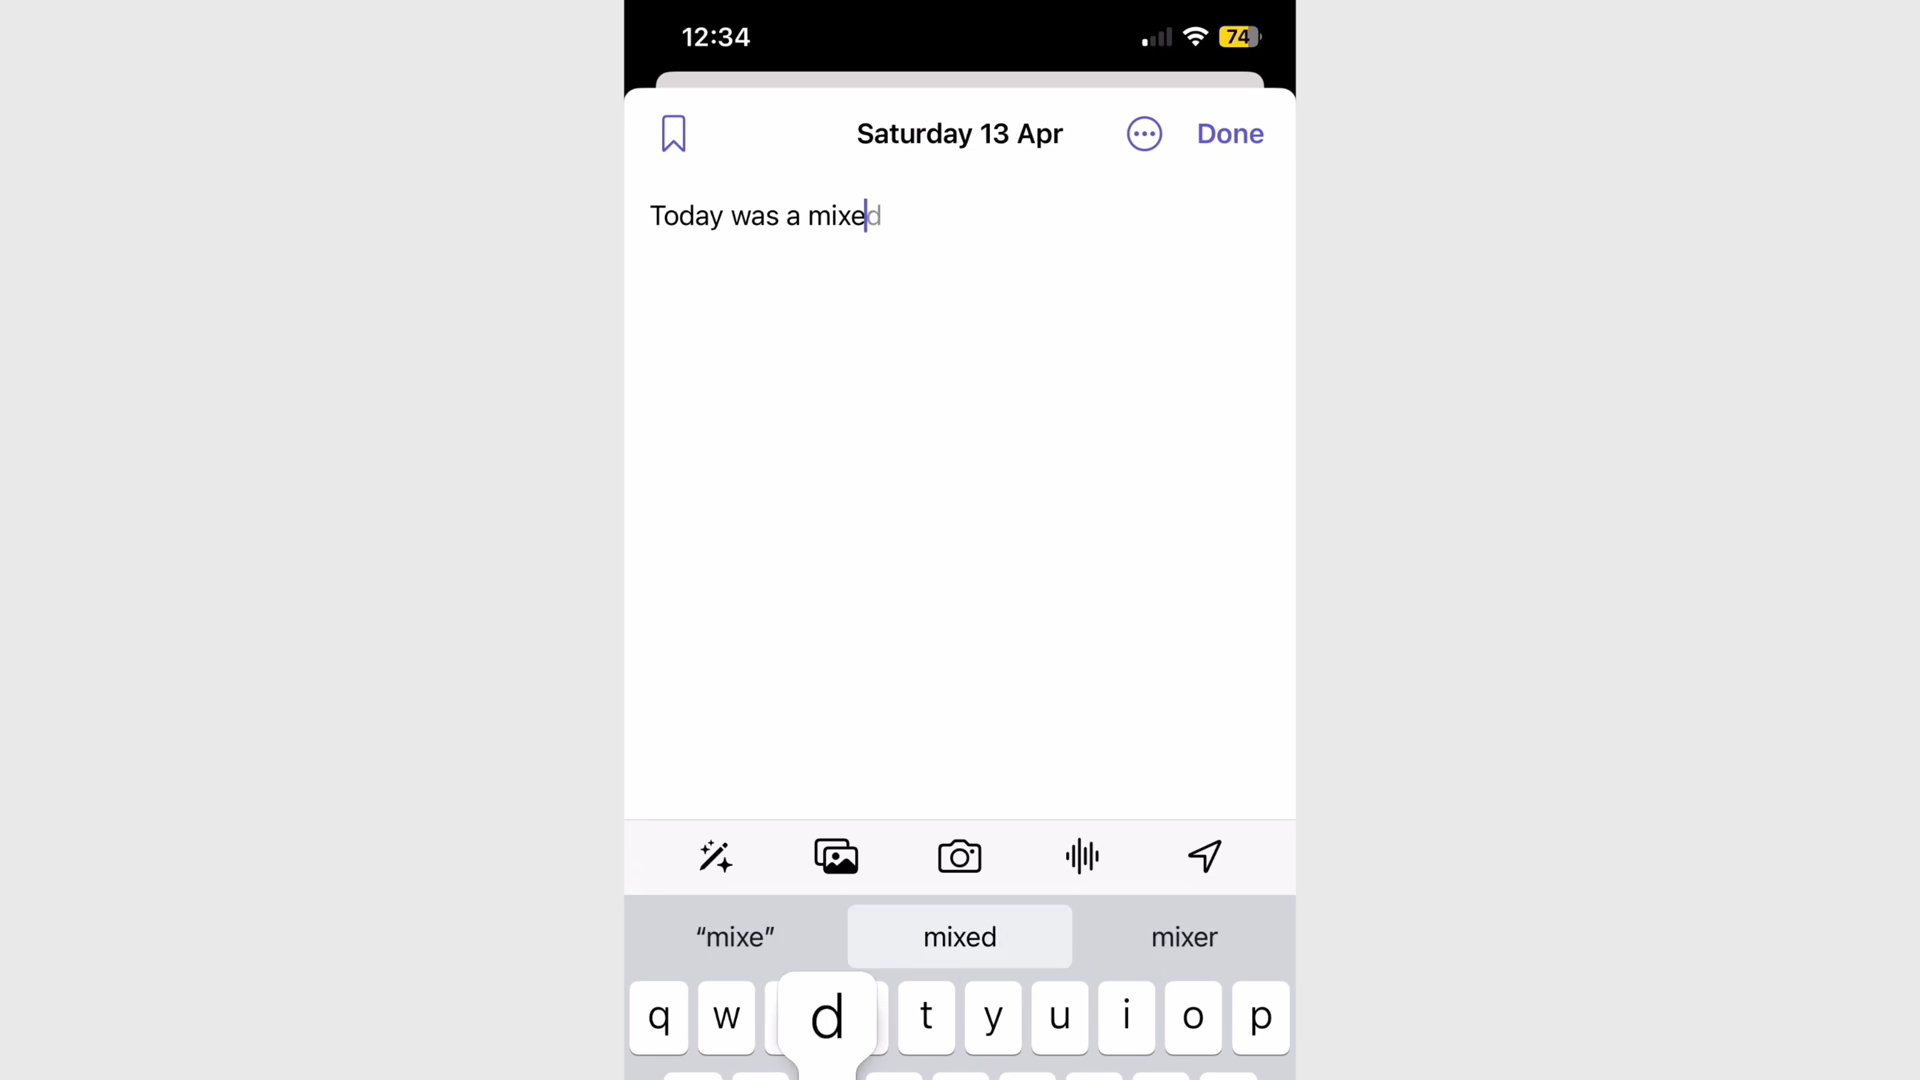 12:34
74
Saturday 13 Apr
Done
Today was a mixed
“mixe”
mixed
mixer
q w d t y u i o p